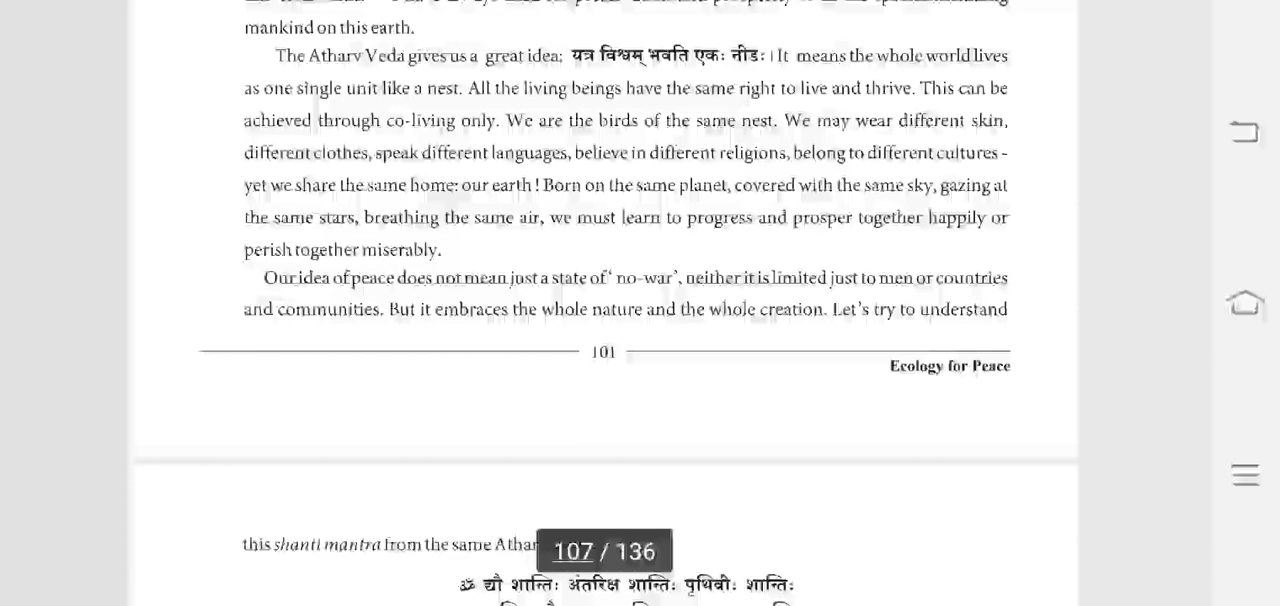 mankind on this earth.
The Atharv Veda gives us a great idea; यत्र विश्वम् भवति एकः नीडः । It means the whole world lives
as one single unit like a nest. All the living beings have the same right to live and thrive. This can be
achieved through co-living only. We are the birds of the same nest. We may wear different skin,
different clothes, speak different languages, believe in different religions, belong to different cultures -
yet we share the same home: our earth ! Born on the same planet, covered with the same sky, gazing at
the same stars, breathing the same air, we must learn to progress and prosper together happily or
perish together miserably.
Our idea of peace does not mean just a state of ' no-war', neither it is limited just to men or countries
and communities. But it embraces the whole nature and the whole creation. Let's try to understand
101
Ecology for Peace
this shanti mantra from the same Athar
107 / 136
ॐ द्यौ शान्तिः अंतरिक्ष शान्तिः पृथिवीः शान्तिः